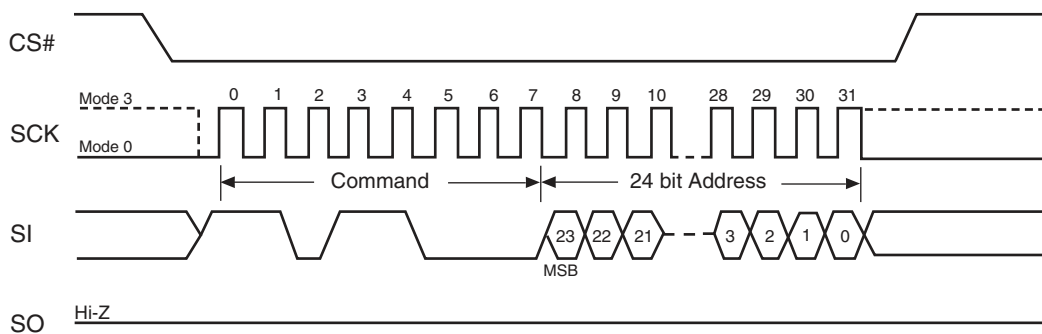 CS#
Mode 3
0 1 2 3 4 5 6 7 8 9 10 28 29 30 31
SCK
Mode 0
Command
24 bit Address
SI
23 22 21 3 2 1 0
MSB
Hi-Z
SO